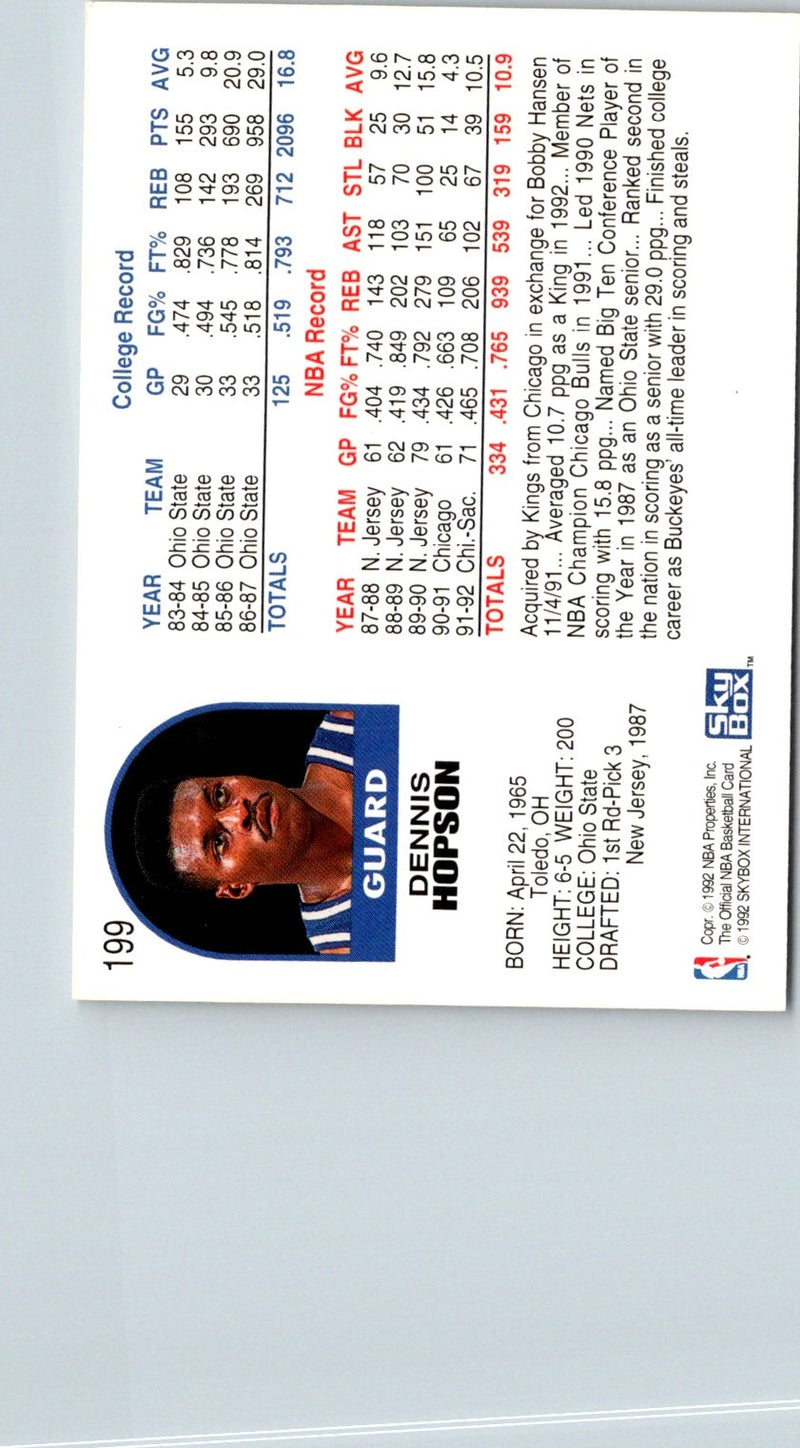 199
GUARD
DENNIS
HOPSON
BORN: April 22, 1965
Toledo, OH
HEIGHT: 6-5 WEIGHT: 200
COLLEGE: Ohio State
DRAFTED: 1st Rd-Pick 3
New Jersey, 1987
NBA
Copr. © 1992 NBA Properties, Inc.
The Official NBA Basketball Card
© 1992 SKYBOX INTERNATIONAL
SKY
BOX TM
College Record
YEAR TEAM GP FG% FT% REB PTS AVG
83-84 Ohio State 29 .474 .829 108 155 5.3
84-85 Ohio State 30 .494 .736 142 293 9.8
85-86 Ohio State 33 .545 .778 193 690 20.9
86-87 Ohio State 33 .518 .814 269 958 29.0
TOTALS 125 .519 .793 712 2096 16.8
NBA Record
YEAR TEAM GP FG% FT% REB AST STL BLK AVG
87-88 N. Jersey 61 .404 .740 143 118 57 25 9.6
88-89 N. Jersey 62 .419 .849 202 103 70 30 12.7
89-90 N. Jersey 79 .434 .792 279 151 100 51 15.8
90-91 Chicago 61 .426 .663 109 65 25 14 4.3
91-92 Chi.-Sac. 71 .465 .708 206 102 67 39 10.5
TOTALS 334 .431 .765 939 539 319 159 10.9
Acquired by Kings from Chicago in exchange for Bobby Hansen
11/4/91... Averaged 10.7 ppg as a King in 1992... Member of
NBA Champion Chicago Bulls in 1991... Led 1990 Nets in
scoring with 15.8 ppg... Named Big Ten Conference Player of
the Year in 1987 as an Ohio State senior... Ranked second in
the nation in scoring as a senior with 29.0 ppg... Finished college
career as Buckeyes' all-time leader in scoring and steals.